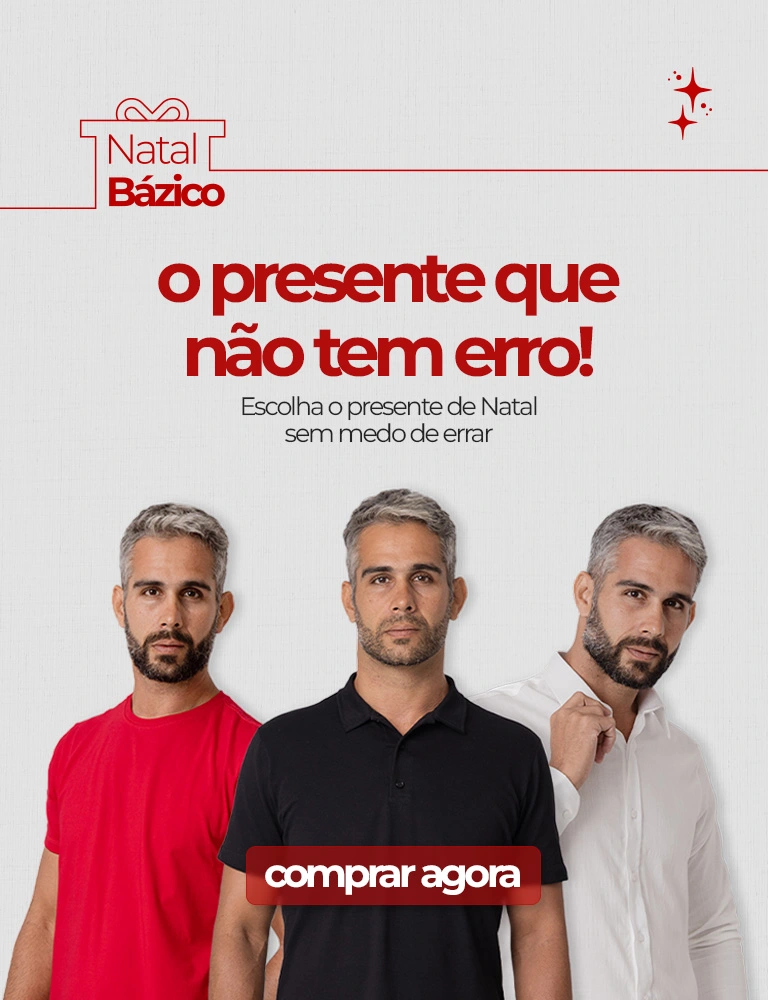 Natal
Bázico
o presente que
não tem erro!
Escolha o presente de Natal
sem medo de errar
comprar agora